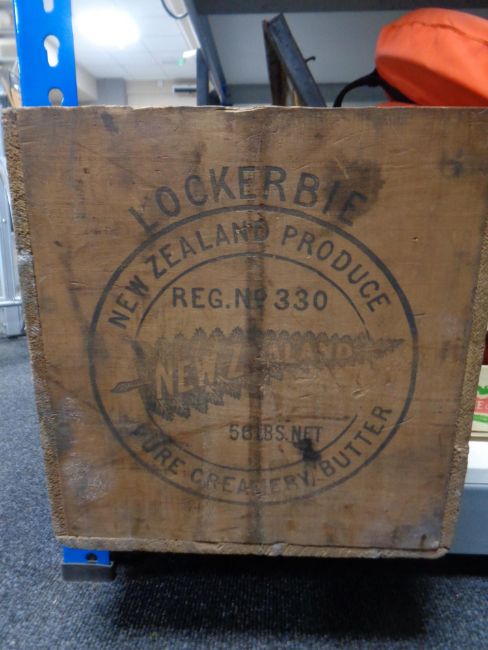 LOCKERBIE
NEW ZEALAND PRODUCE
REG. No 330
NEW ZEALAND
56 LBS. NET
PURE CREAMERY BUTTER